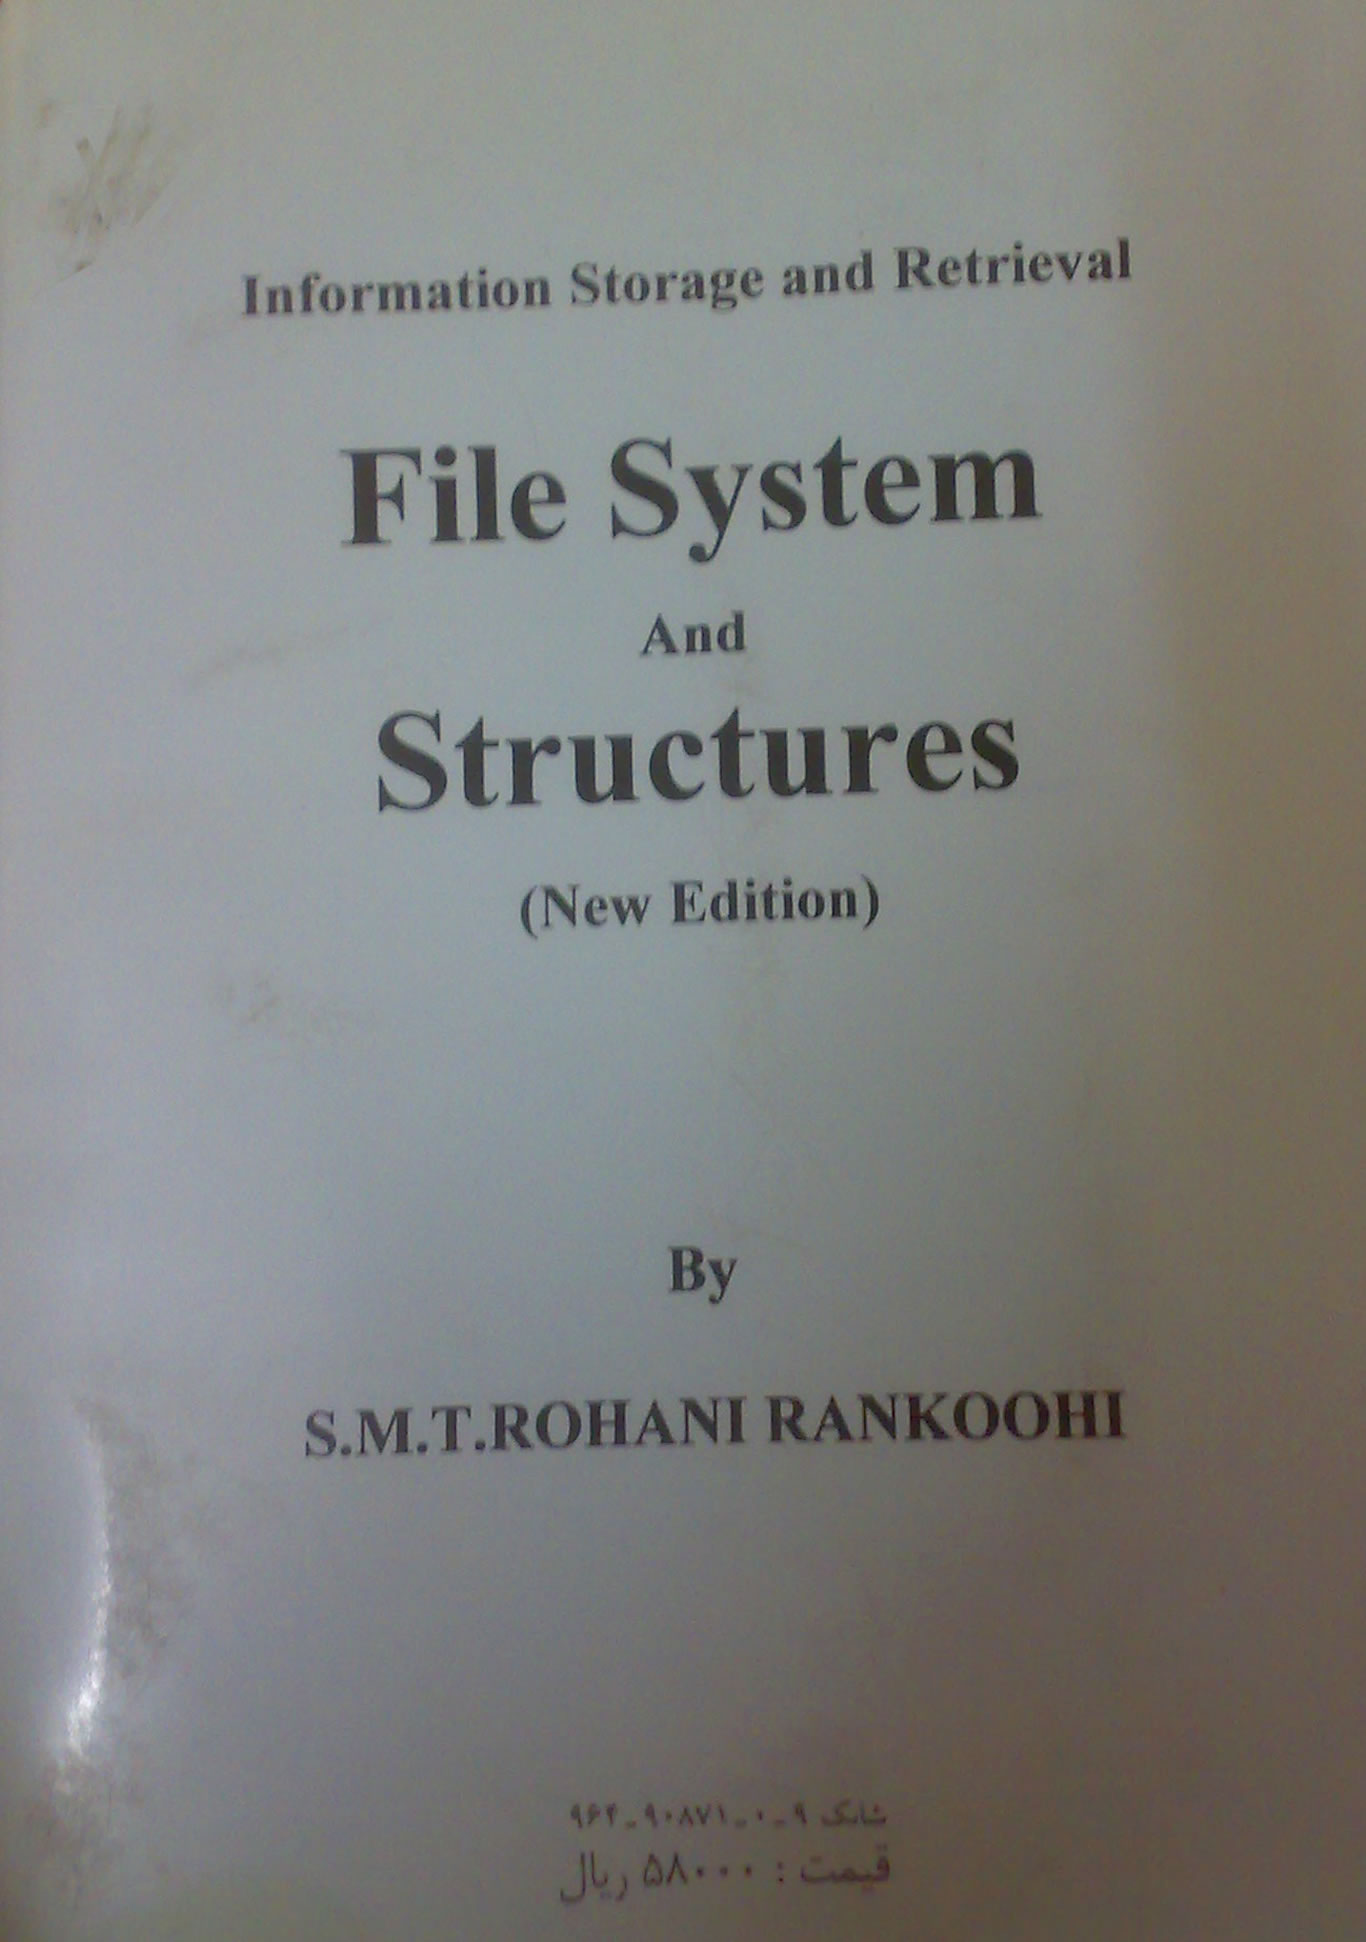 Information Storage and Retrieval
File System
And
Structures
(New Edition)
By
S.M.T.ROHANI RANKOOHI
شابک ۹-۰-۹۰۸۷۱-۹۶۴
قیمت : ۵۸۰۰۰ ریال